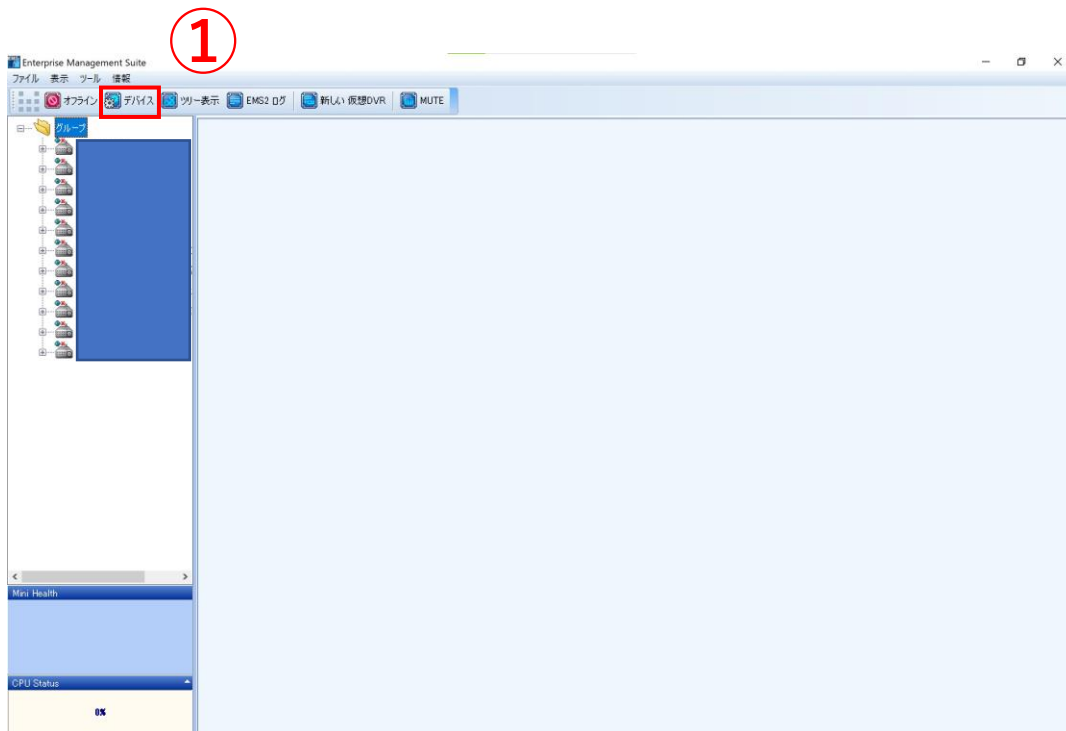 ①
Enterprise Management Suite
ファイル 表示 ツール 情報
オフライン デバイス ツリー表示 EMS2 ログ 新しい 仮想DVR MUTE
グループ
Mini Health
CPU Status
0%